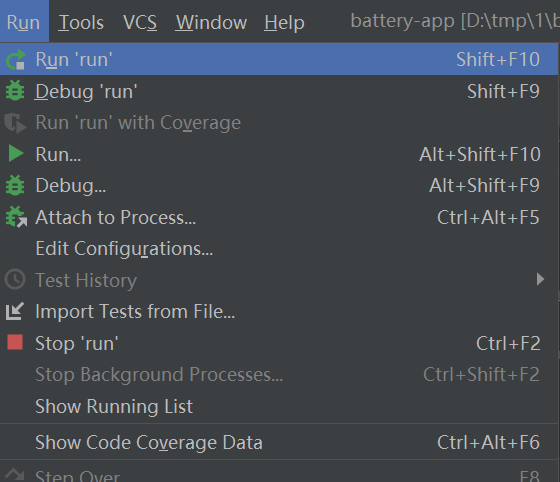 Run Tools VCS Window Help battery-app [D:\tmp\1\b
Run 'run' Shift+F10
Debug 'run' Shift+F9
Run 'run' with Coverage
Run... Alt+Shift+F10
Debug... Alt+Shift+F9
Attach to Process... Ctrl+Alt+F5
Edit Configurations...
Test History
Import Tests from File...
Stop 'run' Ctrl+F2
Stop Background Processes... Ctrl+Shift+F2
Show Running List
Show Code Coverage Data Ctrl+Alt+F6
Step Over F8